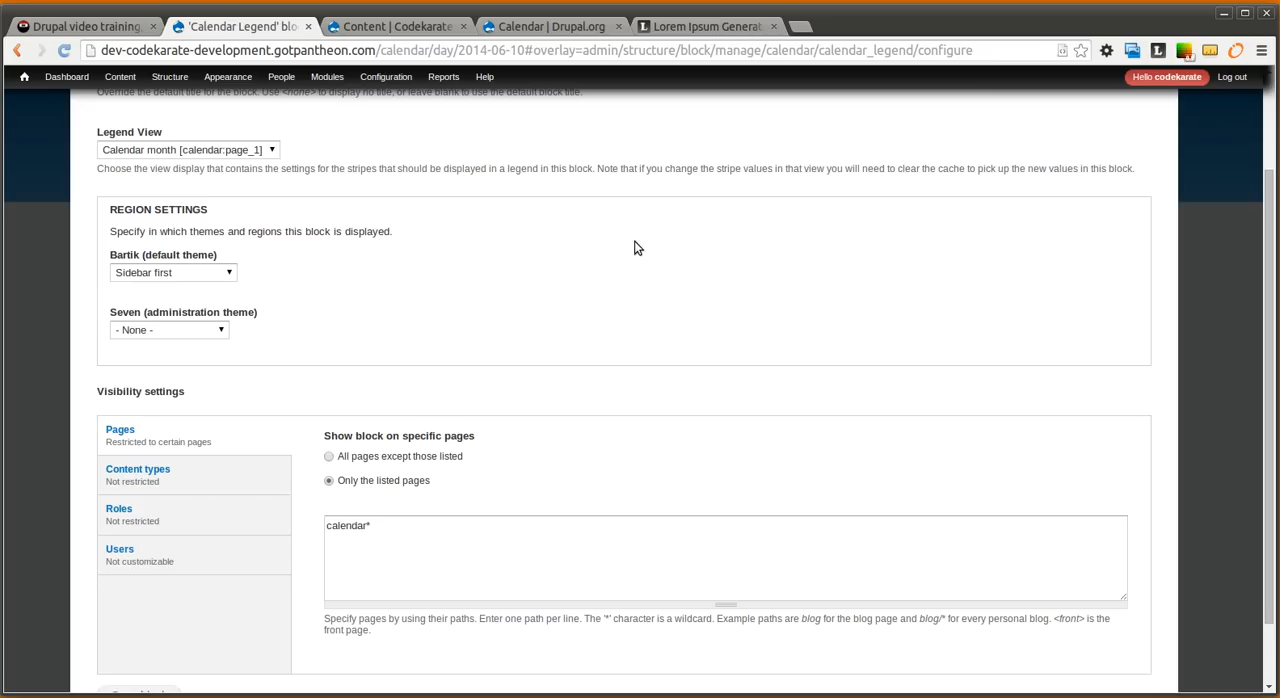 Drupal video training,
'Calendar Legend' blo
Content | Codekarate
Calendar | Drupal.org
Lorem Ipsum Generat
dev-codekarate-development.gotpantheon.com/calendar/day/2014-06-10#overlay=admin/structure/block/manage/calendar/calendar_legend/configure
Dashboard Content Structure Appearance People Modules Configuration Reports Help Hello codekarate Log out
Override the default title for the block. Use <none> to display no title, or leave blank to use the default block title.
Legend View
Calendar month [calendar:page_1]
Choose the view display that contains the settings for the stripes that should be displayed in a legend in this block. Note that if you change the stripe values in that view you will need to clear the cache to pick up the new values in this block.
REGION SETTINGS
Specify in which themes and regions this block is displayed.
Bartik (default theme)
Sidebar first
Seven (administration theme)
- None -
Visibility settings
Pages
Restricted to certain pages
Content types
Not restricted
Roles
Not restricted
Users
Not customizable
Show block on specific pages
All pages except those listed
Only the listed pages
calendar*
Specify pages by using their paths. Enter one path per line. The '*' character is a wildcard. Example paths are blog for the blog page and blog/* for every personal blog. <front> is the
front page.